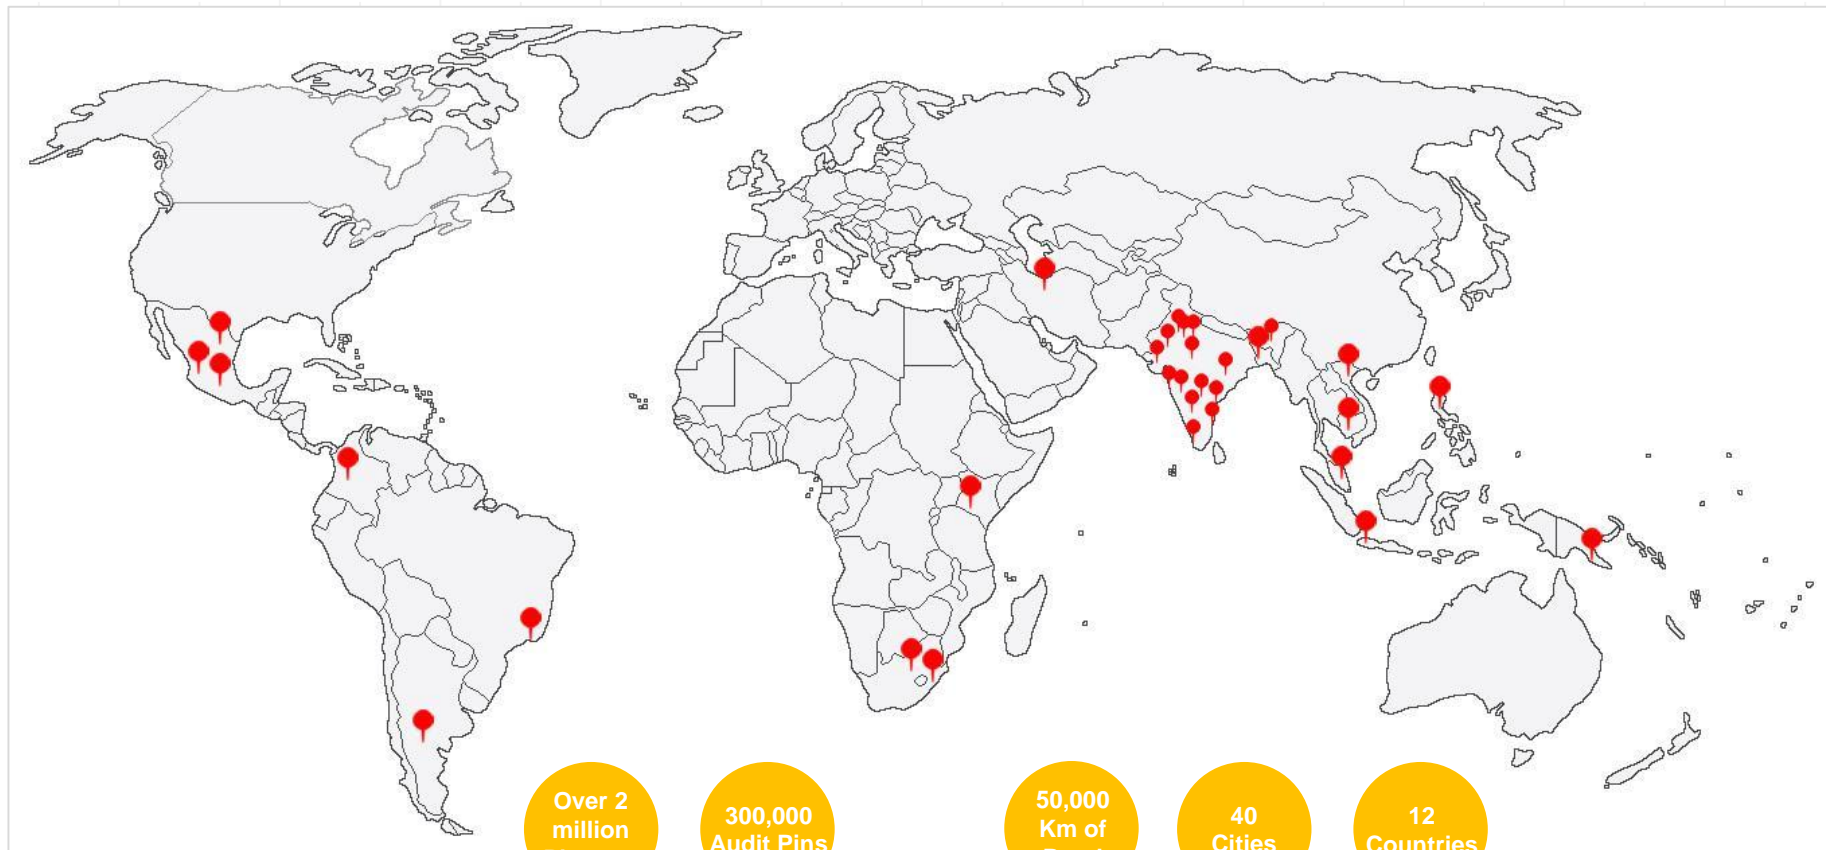 Over 2
million
300,000
Audit Pins
50,000
Km of
40
Cities
12
Countries